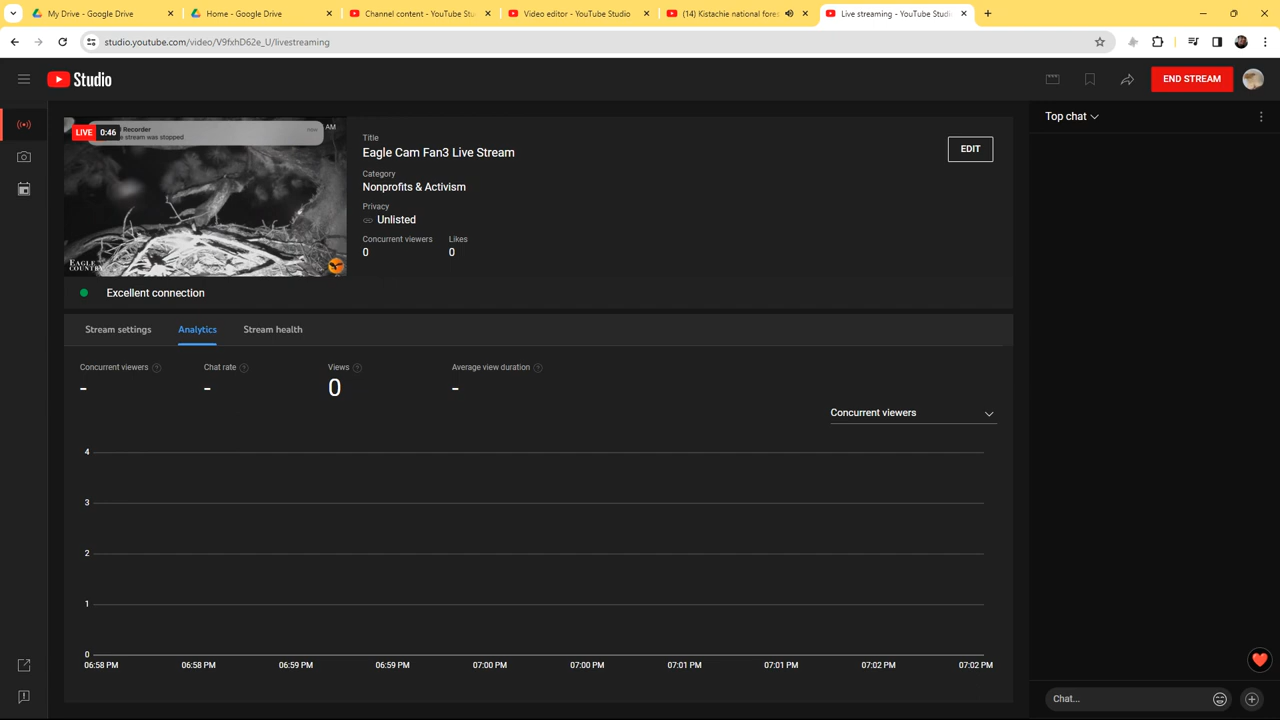 My Drive - Google Drive
Home - Google Drive
Channel content - YouTube Stu
Video editor - YouTube Studio
(14) Kistachie national fores
Live streaming - YouTube Studi
studio.youtube.com/video/V9fxhD62e_U/livestreaming
Studio
END STREAM
LIVE 0:46
Recorder
stream was stopped
AM
EAGLE
COUNTRY
Title
Eagle Cam Fan3 Live Stream
EDIT
Category
Nonprofits & Activism
Privacy
Unlisted
Concurrent viewers Likes
0 0
Excellent connection
Top chat
Stream settings Analytics Stream health
Concurrent viewers Chat rate Views Average view duration
- - 0 -
Concurrent viewers
4
3
2
1
0
06:58 PM 06:58 PM 06:59 PM 06:59 PM 07:00 PM 07:00 PM 07:01 PM 07:01 PM 07:02 PM 07:02 PM
Chat...